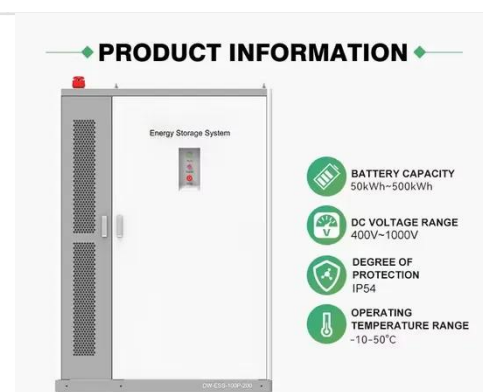 PRODUCT INFORMATION
Energy Storage System
BATTERY CAPACITY
50kWh~500kWh
DC VOLTAGE RANGE
400V~1000V
DEGREE OF
PROTECTION
IP54
OPERATING
TEMPERATURE RANGE
-10-50°C
V